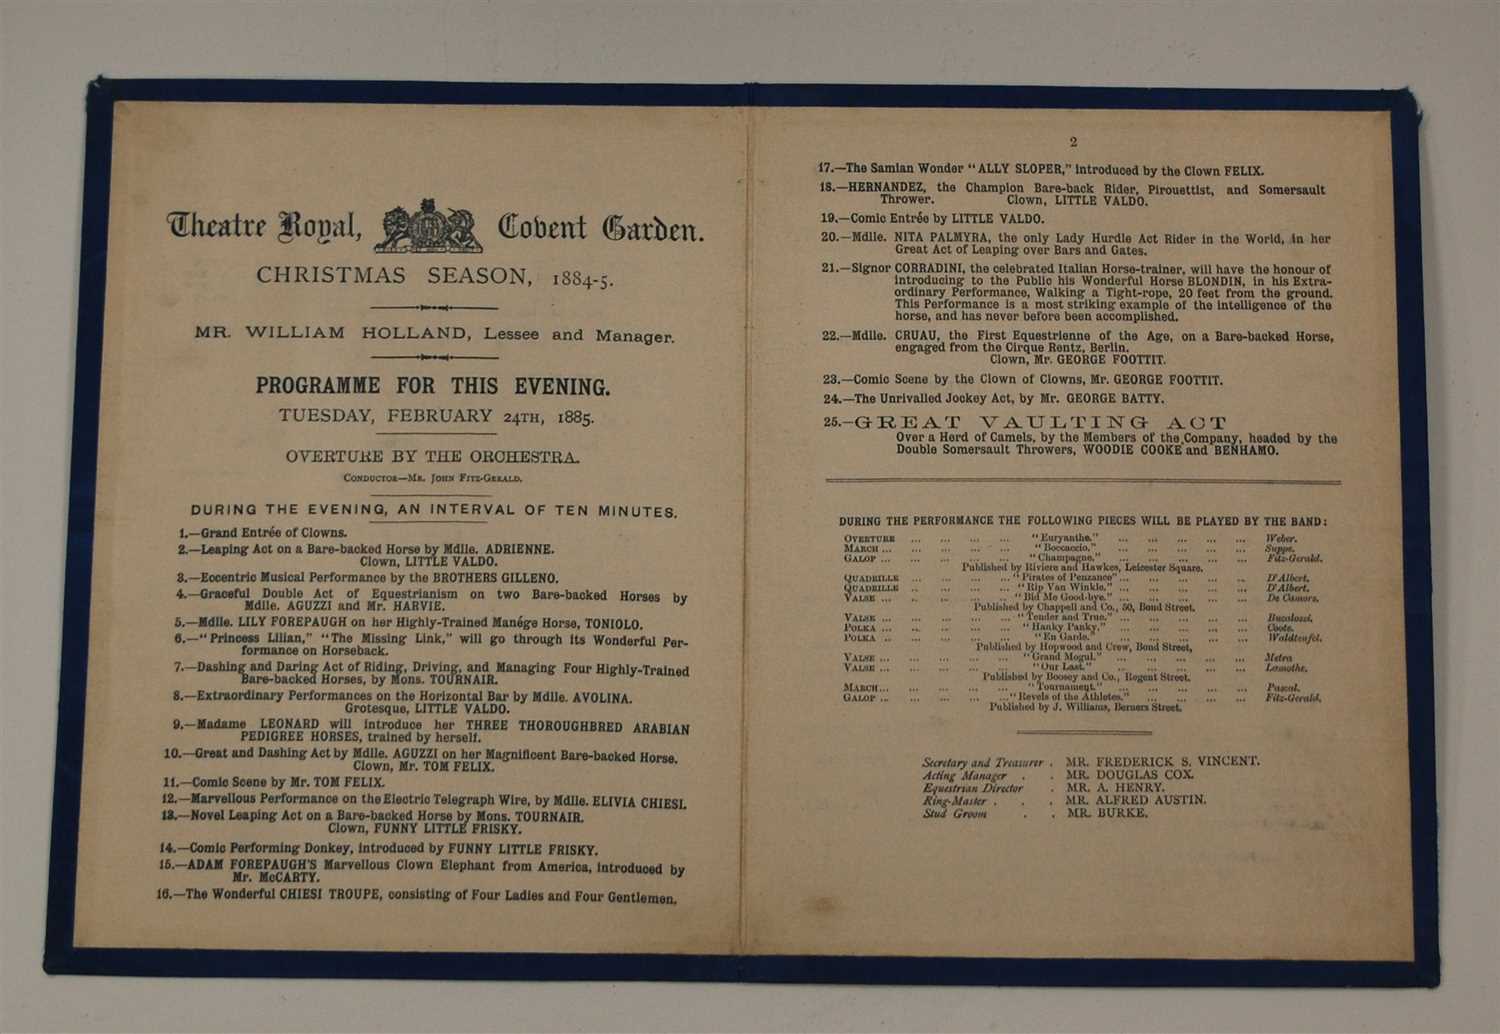 Theatre Royal, Covent Garden.
CHRISTMAS SEASON, 1884-5.
MR. WILLIAM HOLLAND, Lessee and Manager.
PROGRAMME FOR THIS EVENING.
TUESDAY, FEBRUARY 24TH, 1885.
OVERTURE BY THE ORCHESTRA.
CONDUCTOR—MR. JOHN FITZ-GERALD.
DURING THE EVENING, AN INTERVAL OF TEN MINUTES.
1.—Grand Entrée of Clowns.
2.—Leaping Act on a Bare-backed Horse by Mdlle. ADRIENNE.
Clown, LITTLE VALDO.
3.—Eccentric Musical Performance by the BROTHERS GILLENO.
4.—Graceful Double Act of Equestrianism on two Bare-backed Horses by
Mdlle. AGUZZI and Mr. HARVIE.
5.—Mdlle. LILY FOREPAUGH on her Highly-Trained Manége Horse, TONIOLO.
6.—"Princess Lilian," "The Missing Link," will go through its Wonderful Per-
formance on Horseback.
7.—Dashing and Daring Act of Riding, Driving, and Managing Four Highly-Trained
Bare-backed Horses, by Mons. TOURNAIR.
8.—Extraordinary Performances on the Horizontal Bar by Mdlle. AVOLINA.
Grotesque, LITTLE VALDO.
9.—Madame LEONARD will introduce her THREE THOROUGHBRED ARABIAN
PEDIGREE HORSES, trained by herself.
10.—Great and Dashing Act by Mdlle. AGUZZI on her Magnificent Bare-backed Horse.
Clown, Mr. TOM FELIX.
11.—Comic Scene by Mr. TOM FELIX.
12.—Marvellous Performance on the Electric Telegraph Wire, by Mdlle. ELIVIA CHIESI.
13.—Novel Leaping Act on a Bare-backed Horse by Mons. TOURNAIR.
Clown, FUNNY LITTLE FRISKY.
14.—Comic Performing Donkey, introduced by FUNNY LITTLE FRISKY.
15.—ADAM FOREPAUGH'S Marvellous Clown Elephant from America, introduced by
Mr. McCARTY.
16.—The Wonderful CHIESI TROUPE, consisting of Four Ladies and Four Gentlemen.
2
17.—The Samian Wonder "ALLY SLOPER," introduced by the Clown FELIX.
18.—HERNANDEZ, the Champion Bare-back Rider, Pirouettist, and Somersault
Thrower. Clown, LITTLE VALDO.
19.—Comic Entrée by LITTLE VALDO.
20.—Mdlle. NITA PALMYRA, the only Lady Hurdle Act Rider in the World, in her
Great Act of Leaping over Bars and Gates.
21.—Signor CORRADINI, the celebrated Italian Horse-trainer, will have the honour of
introducing to the Public his Wonderful Horse BLONDIN, in his Extra-
ordinary Performance, Walking a Tight-rope, 20 feet from the ground.
This Performance is a most striking example of the intelligence of the
horse, and has never before been accomplished.
22.—Mdlle. CRUAU, the First Equestrienne of the Age, on a Bare-backed Horse,
engaged from the Cirque Rentz, Berlin.
Clown, Mr. GEORGE FOOTTIT.
23.—Comic Scene by the Clown of Clowns, Mr. GEORGE FOOTTIT.
24.—The Unrivalled Jockey Act, by Mr. GEORGE BATTY.
25.—GREAT VAULTING ACT
Over a Herd of Camels, by the Members of the Company, headed by the
Double Somersault Throwers, WOODIE COOKE and BENHAMO.
DURING THE PERFORMANCE THE FOLLOWING PIECES WILL BE PLAYED BY THE BAND:
OVERTURE ... "Euryanthe." ... Weber.
MARCH ... "Boccaccio." ... Suppe.
GALOP ... "Champagne." ... Fitz-Gerald.
Published by Riviere and Hawkes, Leicester Square.
QUADRILLE ... "Pirates of Penzance" ... D'Albert.
QUADRILLE ... "Rip Van Winkle." ... D'Albert.
VALSE ... "Bid Me Good-bye." ... De Camors.
Published by Chappell and Co., 50, Bond Street.
VALSE ... "Tender and True." ... Bucalossi.
POLKA ... "Hanky Panky." ... Coote.
POLKA ... "En Garde." ... Waldteufel.
Published by Hopwood and Crew, Bond Street,
VALSE ... "Grand Mogul." ... Metra
VALSE ... "Our Last." ... Lamothe.
Published by Boosey and Co., Regent Street.
MARCH ... "Tournament." ... Pascal.
GALOP ... "Revels of the Athletes." ... Fitz-Gerald.
Published by J. Williams, Berners Street.
Secretary and Treasurer . MR. FREDERICK S. VINCENT.
Acting Manager . . MR. DOUGLAS COX.
Equestrian Director . MR. A. HENRY.
Ring-Master . . . MR. ALFRED AUSTIN.
Stud Groom . . MR. BURKE.